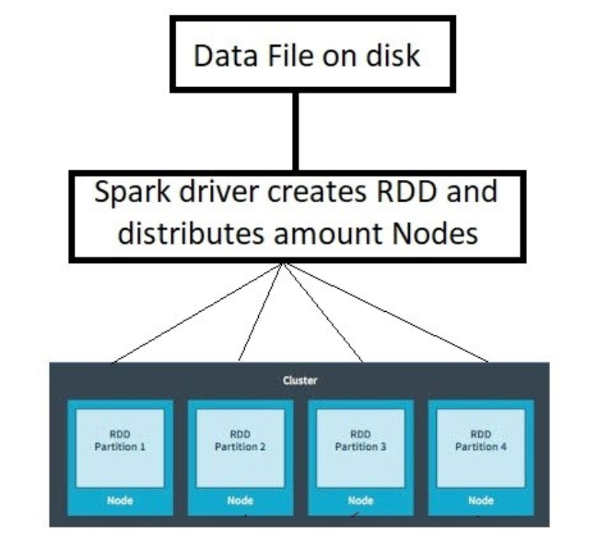 Data File on disk
Spark driver creates RDD and
distributes amount Nodes
Cluster
RDD
Partition 1
RDD
Partition 2
RDD
Partition 3
RDD
Partition 4
Node
Node
Node
Node